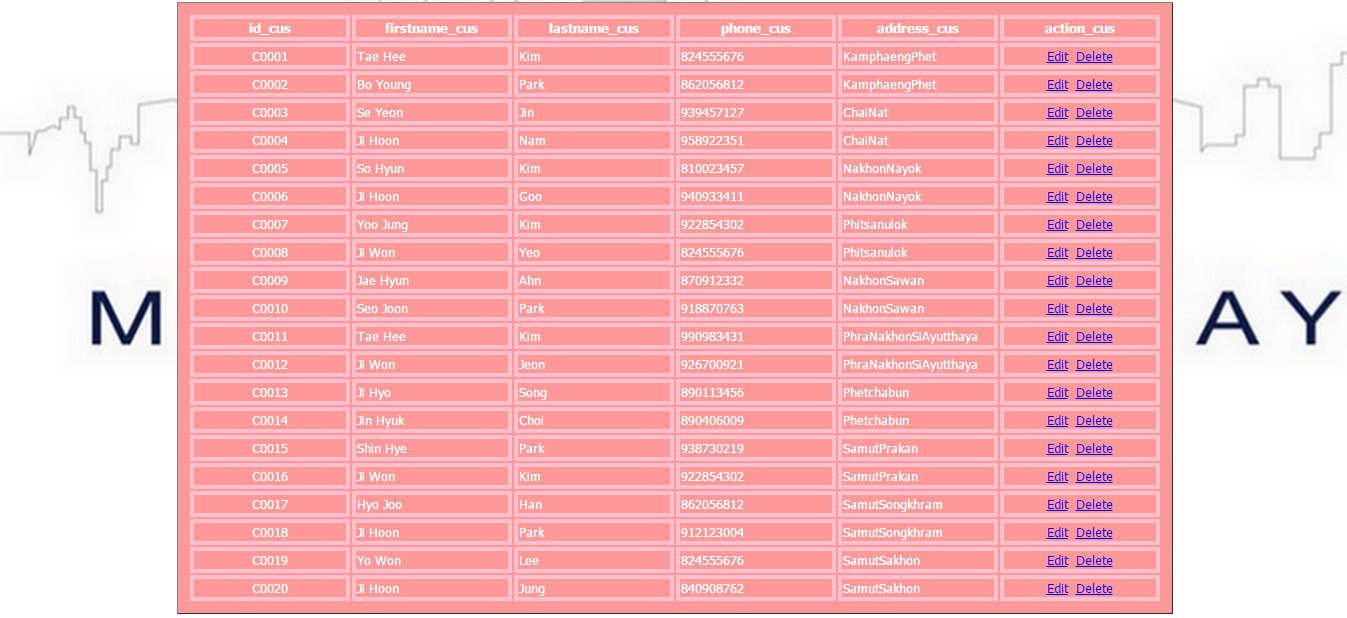 id_cus firstname_cus lastname_cus phone_cus address_cus action_cus
C0001 Tae Hee Kim 824555676 KamphaengPhet Edit Delete
C0002 Bo Young Park 862056812 KamphaengPhet Edit Delete
C0003 Se Yeon Jin 939457127 ChaiNat Edit Delete
C0004 Ji Hoon Nam 958922351 ChaiNat Edit Delete
C0005 So Hyun Kim 810023457 NakhonNayok Edit Delete
C0006 Ji Hoon Goo 940933411 NakhonNayok Edit Delete
C0007 Yoo Jung Kim 922854302 Phitsanulok Edit Delete
C0008 Ji Won Yeo 824555676 Phitsanulok Edit Delete
C0009 Jae Hyun Ahn 870912332 NakhonSawan Edit Delete
C0010 Seo Joon Park 918870763 NakhonSawan Edit Delete
C0011 Tae Hee Kim 990983431 PhraNakhonSiAyutthaya Edit Delete
C0012 Ji Won Jeon 926700921 PhraNakhonSiAyutthaya Edit Delete
C0013 Ji Hyo Song 890113456 Phetchabun Edit Delete
C0014 Jin Hyuk Choi 890406009 Phetchabun Edit Delete
C0015 Shin Hye Park 938730219 SamutPrakan Edit Delete
C0016 Ji Won Kim 922854302 SamutPrakan Edit Delete
C0017 Hyo Joo Han 862056812 SamutSongkhram Edit Delete
C0018 Ji Hoon Park 912123004 SamutSongkhram Edit Delete
C0019 Yo Won Lee 824555676 SamutSakhon Edit Delete
C0020 Ji Hoon Jung 840908762 SamutSakhon Edit Delete
M AY